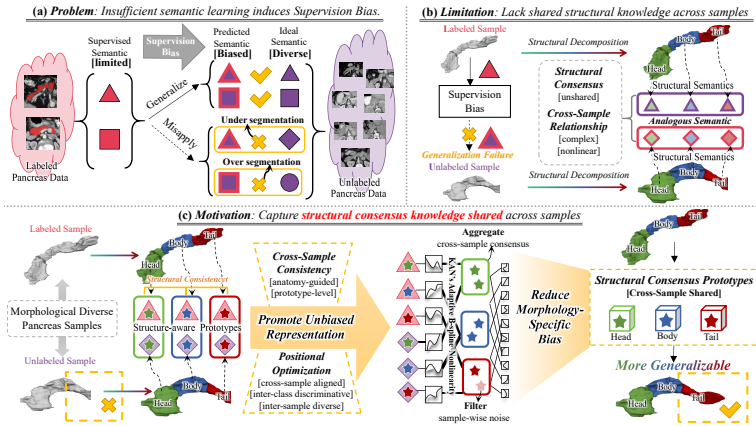 (a) Problem: Insufficient semantic learning induces Supervision Bias.
Supervised
Semantic
[limited]
Supervision
Bias
Predicted
Semantic
[Biased]
Ideal
Semantic
[Diverse]
Generalize
Misapply
Under segmentation
Over segmentation
Labeled
Pancreas Data
Unlabeled
Pancreas Data
(b) Limitation: Lack shared structural knowledge across samples
Labeled Sample
Structural Decomposition
Head
Body
Tail
Supervision
Bias
Generalization Failure
Unlabeled Sample
Structural
Consensus
[unshared]
Cross-Sample
Relationship
[complex]
[nonlinear]
Structural Semantics
Analogous Semantic
Structural Semantics
Structural Decomposition
Head
Body
Tail
(c) Motivation: Capture structural consensus knowledge shared across samples
Labeled Sample
Morphological Diverse
Pancreas Samples
Unlabeled Sample
Head
Body
Tail
Structural Consistencyt
Structure-aware Prototypes
Head
Body
Tail
Cross-Sample
Consistency
[anatomy-guided]
[prototype-level]
Promote Unbiased
Representation
Positional
Optimization
[cross-sample aligned]
[inter-class discriminative]
[inter-sample diverse]
Aggregate
cross-sample consensus
KAN's Adaptive B-spline Nonlinearity
Filter
sample-wise noise
Reduce
Morphology-
Specific
Bias
Head
Body
Tail
Structural Consensus Prototypes
[Cross-Sample Shared]
Head
Body
Tail
More Generalizable
Head
Body
Tail